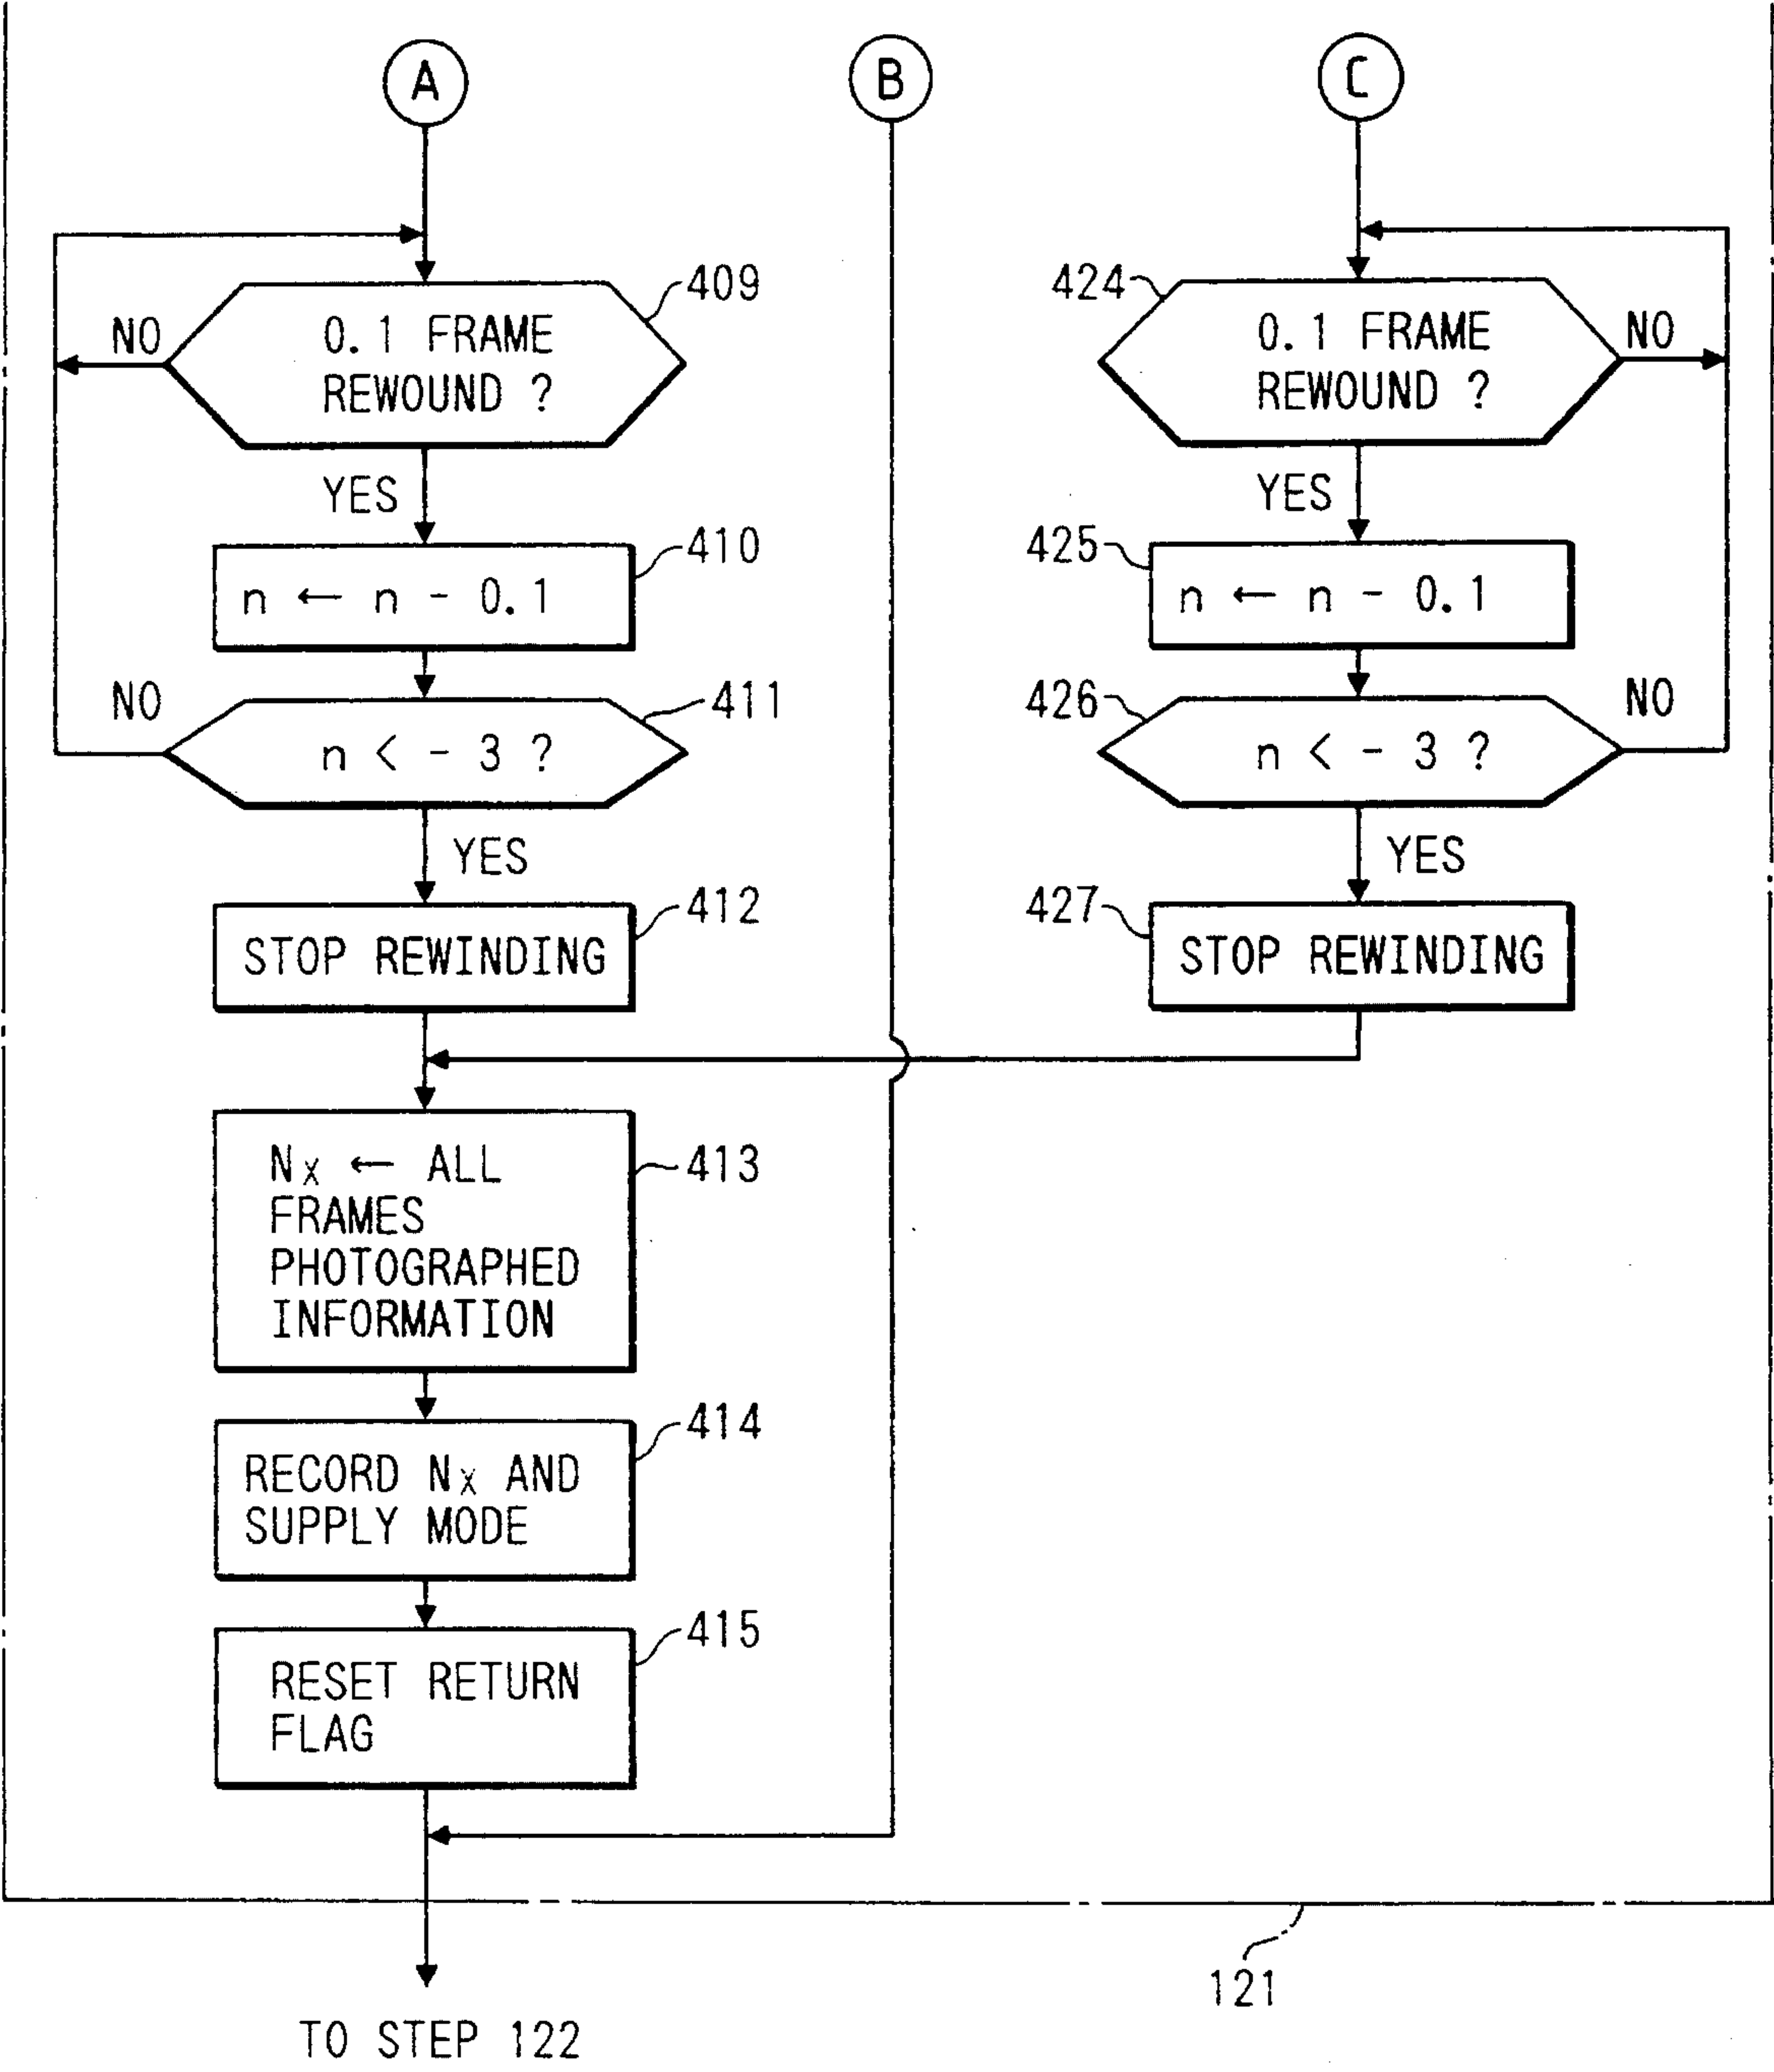 A
B
C
409
NO
0.1 FRAME
REWOUND ?
YES
410
n ← n - 0.1
411
NO
n < - 3 ?
YES
412
STOP REWINDING
424
NO
0.1 FRAME
REWOUND ?
YES
425
n ← n - 0.1
426
NO
n < - 3 ?
YES
427
STOP REWINDING
413
Nx ← ALL
FRAMES
PHOTOGRAPHED
INFORMATION
414
RECORD Nx AND
SUPPLY MODE
415
RESET RETURN
FLAG
121
TO STEP 122